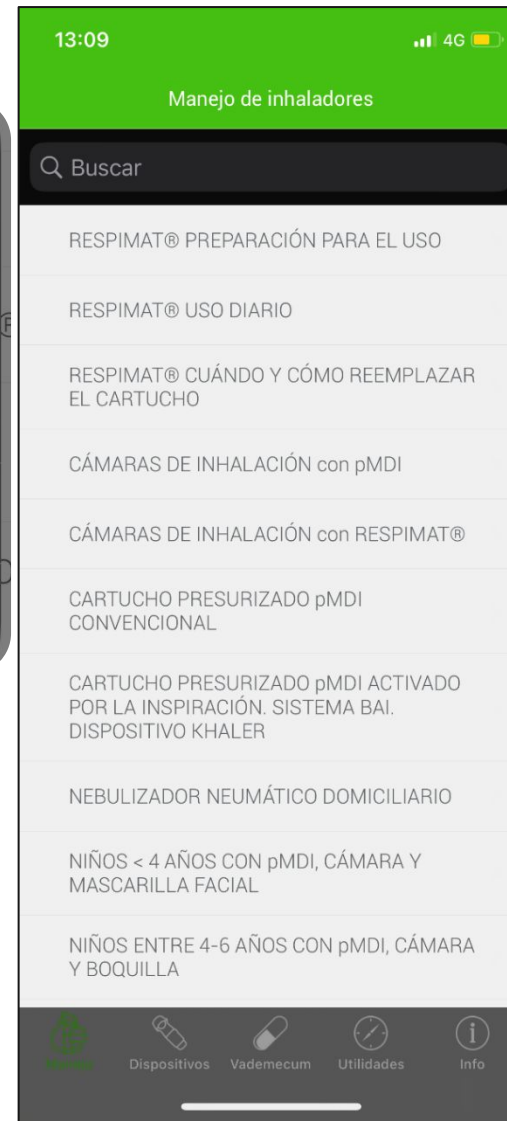 13:09
4G
Manejo de inhaladores
Buscar
RESPIMAT® PREPARACIÓN PARA EL USO
RESPIMAT® USO DIARIO
RESPIMAT® CUÁNDO Y CÓMO REEMPLAZAR
EL CARTUCHO
CÁMARAS DE INHALACIÓN con pMDI
CÁMARAS DE INHALACIÓN con RESPIMAT®
CARTUCHO PRESURIZADO pMDI
CONVENCIONAL
CARTUCHO PRESURIZADO pMDI ACTIVADO
POR LA INSPIRACIÓN. SISTEMA BAI.
DISPOSITIVO KHALER
NEBULIZADOR NEUMÁTICO DOMICILIARIO
NIÑOS < 4 AÑOS CON pMDI, CÁMARA Y
MASCARILLA FACIAL
NIÑOS ENTRE 4-6 AÑOS CON pMDI, CÁMARA
Y BOQUILLA
Dispositivos Vademecum Utilidades Info